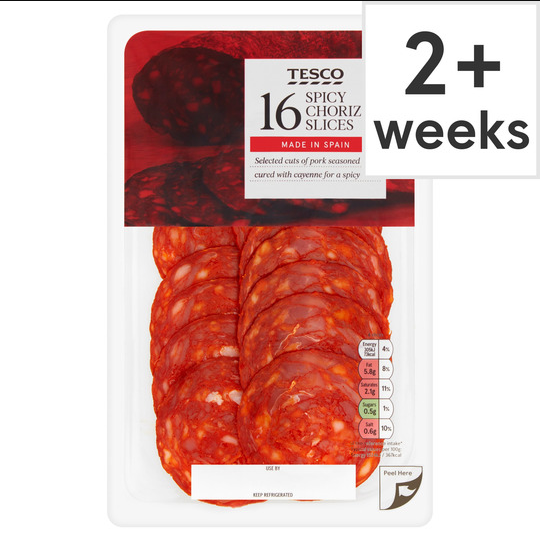 2+
weeks
TESCO
16 SPICY
CHORIZ
SLICES
MADE IN SPAIN
Selected cuts of pork seasoned
cured with cayenne for a spicy
Energy
4%
Fat
5.8g 8%
Saturates
2.1g 11%
Sugars
0.5g 1%
Salt
0.6g 10%
Peel Here
USE BY
KEEP REFRIGERATED